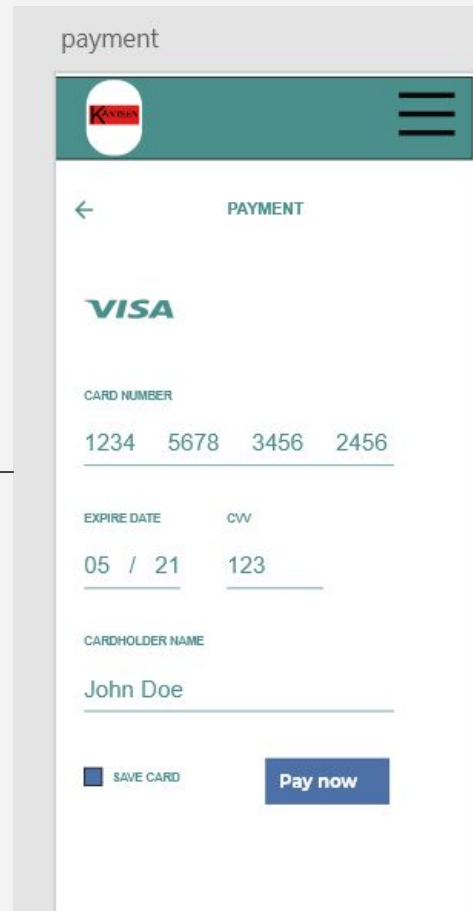 payment
KANTEEN
PAYMENT
VISA
CARD NUMBER
1234 5678 3456 2456
EXPIRE DATE CVV
05 / 21 123
CARDHOLDER NAME
John Doe
SAVE CARD Pay now